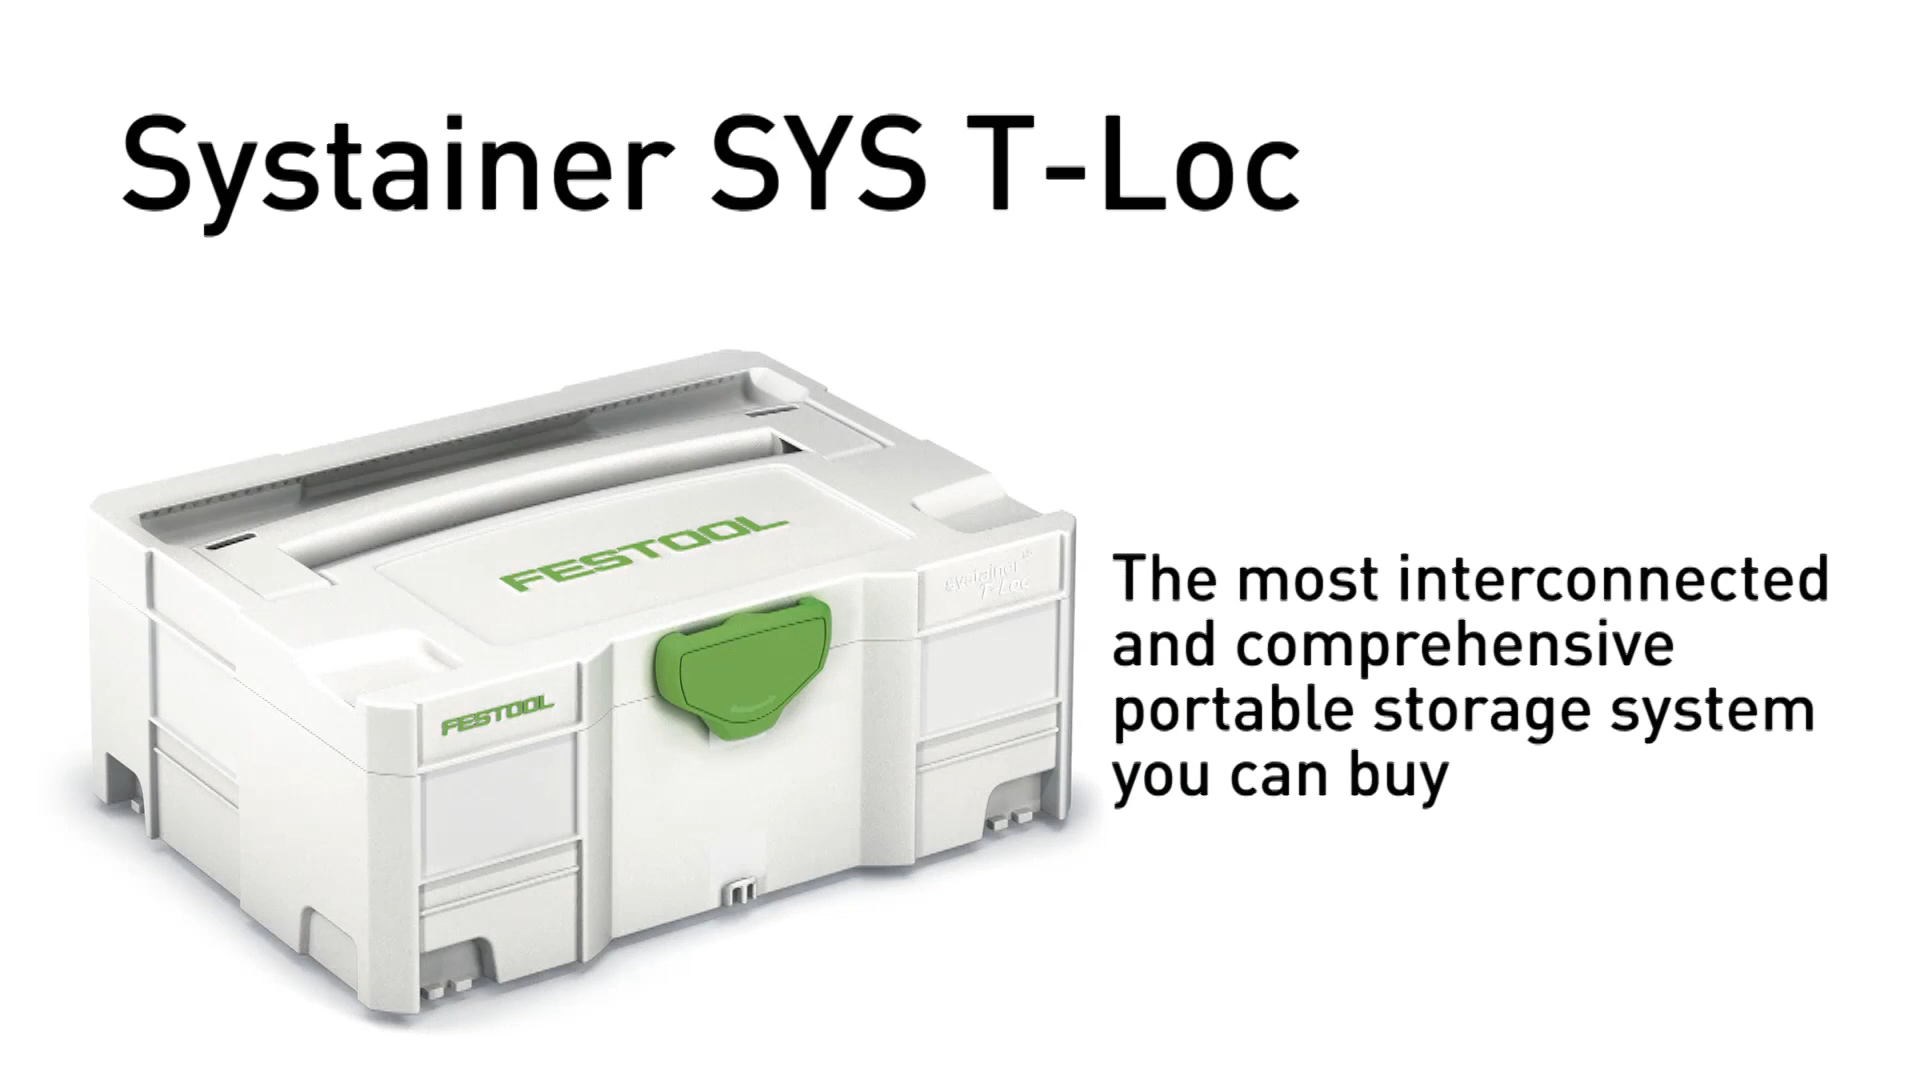 Systainer SYS T-Loc
FESTOOL
systainer®
T-Loc
FESTOOL
The most interconnected
and comprehensive
portable storage system
you can buy